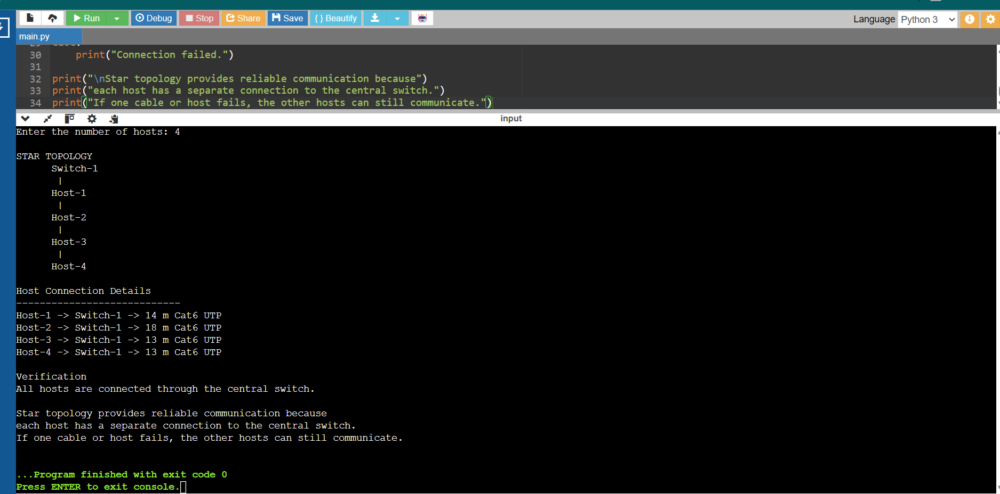 Run Debug Stop Share Save { } Beautify Language Python 3
main.py
30 print("Connection failed.")
31
32 print("\nStar topology provides reliable communication because")
33 print("each host has a separate connection to the central switch.")
34 print("If one cable or host fails, the other hosts can still communicate.")
input
Enter the number of hosts: 4
STAR TOPOLOGY
Switch-1
|
Host-1
|
Host-2
|
Host-3
|
Host-4
Host Connection Details
----------------------------
Host-1 -> Switch-1 -> 14 m Cat6 UTP
Host-2 -> Switch-1 -> 18 m Cat6 UTP
Host-3 -> Switch-1 -> 13 m Cat6 UTP
Host-4 -> Switch-1 -> 13 m Cat6 UTP
Verification
All hosts are connected through the central switch.
Star topology provides reliable communication because
each host has a separate connection to the central switch.
If one cable or host fails, the other hosts can still communicate.
...Program finished with exit code 0
Press ENTER to exit console.